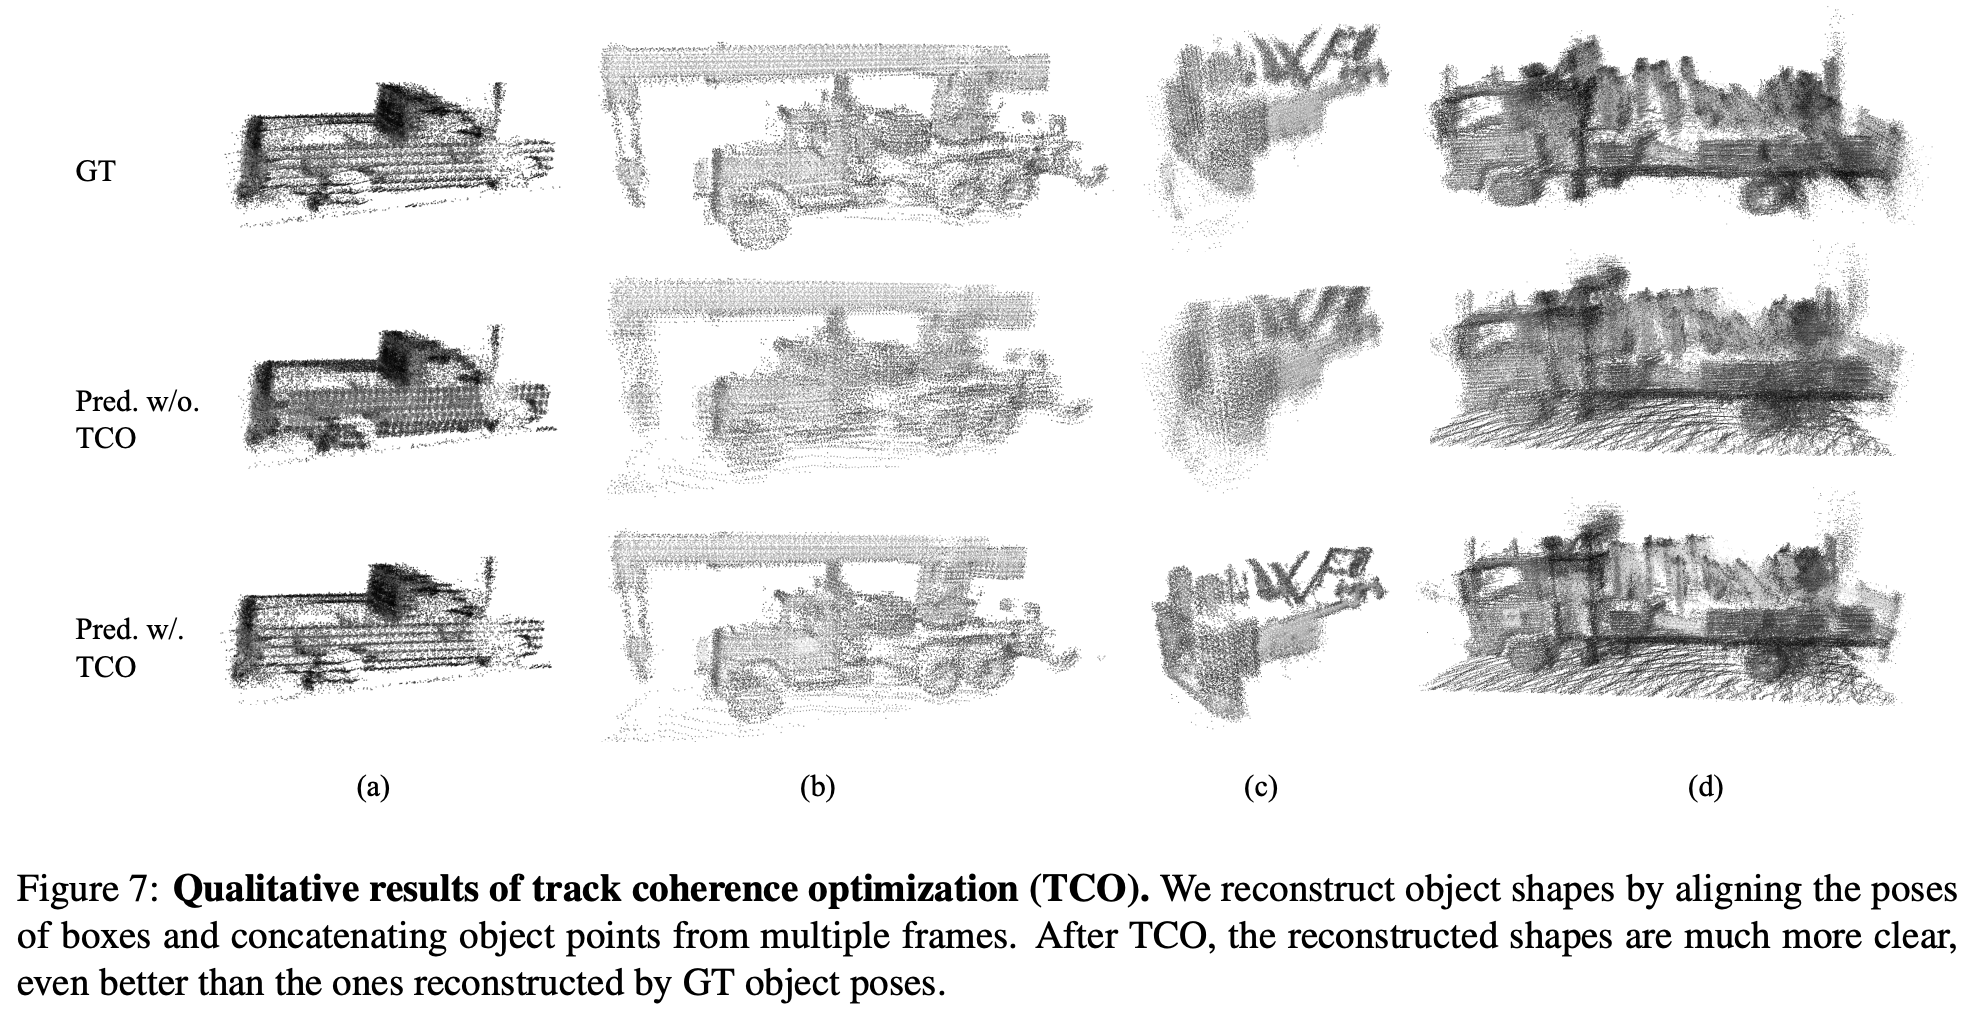 GT
Pred. w/o.
TCO
Pred. w/.
TCO
(a) (b) (c) (d)
Figure 7: Qualitative results of track coherence optimization (TCO). We reconstruct object shapes by aligning the poses
of boxes and concatenating object points from multiple frames. After TCO, the reconstructed shapes are much more clear,
even better than the ones reconstructed by GT object poses.